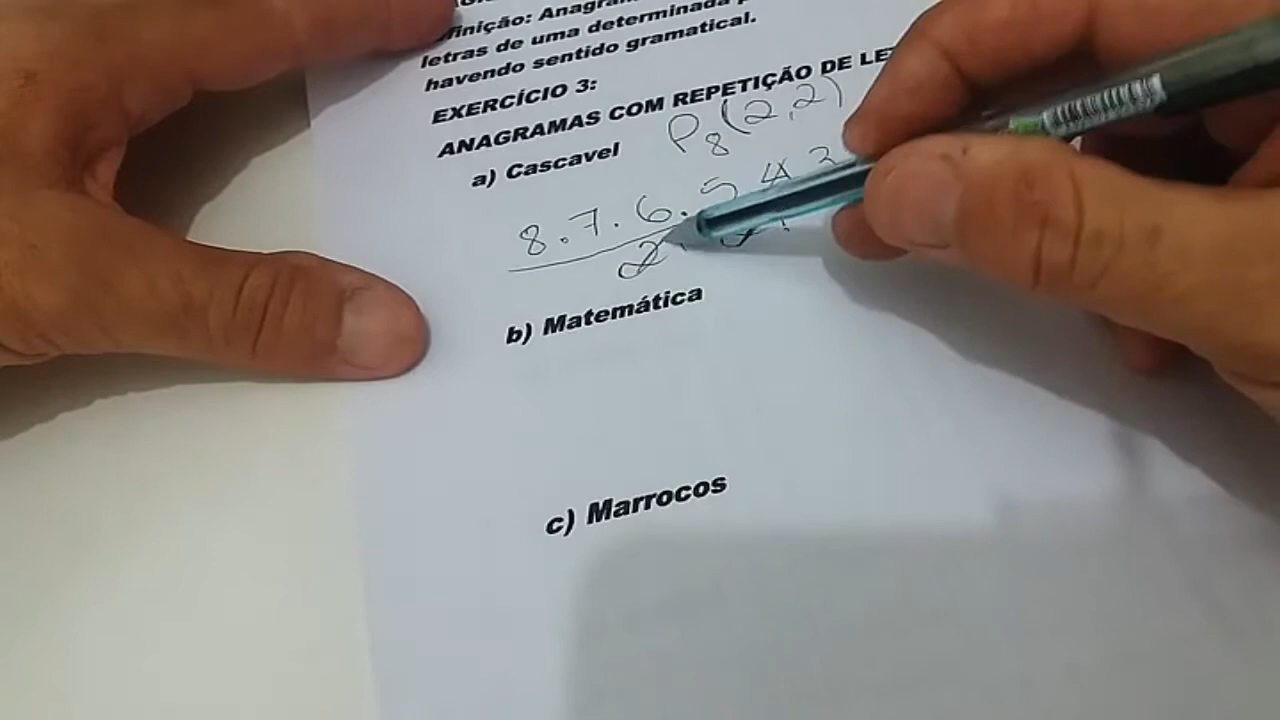 letras de uma determinada
havendo sentido gramatical.
EXERCÍCIO 3:
ANAGRAMAS COM REPETIÇÃO DE
a) Cascavel P8(2,2)
8.7.6.5 4 3
2
b) Matemática
c) Marrocos